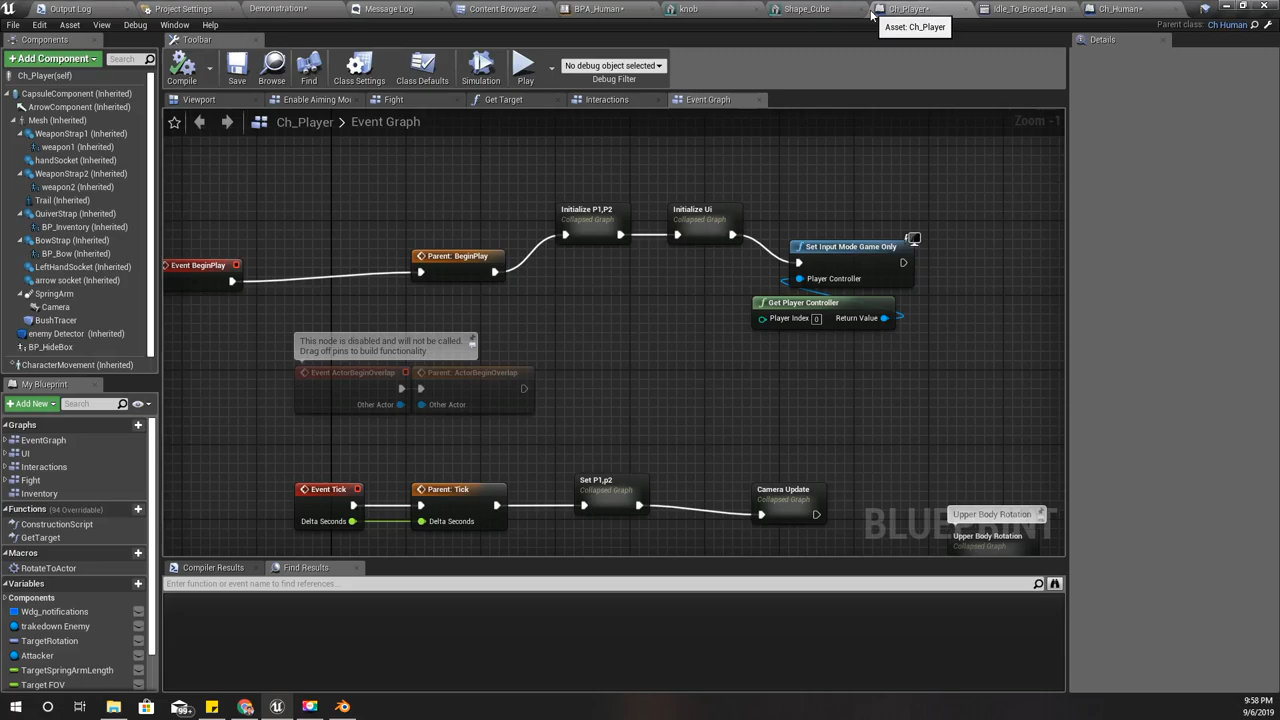 Output Log
Project Settings
Demonstration•
Message Log
Content Browser 2
BPA_Human•
knob
Shape_Cube
Ch_Player•
Idle_To_Braced_Han
Ch_Human•
File
Edit
Asset
View
Debug
Window
Help
Asset: Ch_Player
Parent class: Ch Human
Components
Toolbar
Details
+ Add Component
Search
Ch_Player(self)
CapsuleComponent (Inherited)
ArrowComponent (Inherited)
Mesh (Inherited)
WeaponStrap1 (Inherited)
weapon1 (Inherited)
handSocket (Inherited)
WeaponStrap2 (Inherited)
weapon2 (Inherited)
Trail (Inherited)
QuiverStrap (Inherited)
BP_Inventory (Inherited)
BowStrap (Inherited)
BP_Bow (Inherited)
LeftHandSocket (Inherited)
arrow socket (Inherited)
SpringArm
Camera
BushTracer
enemy Detector (Inherited)
BP_HideBox
CharacterMovement (Inherited)
My Blueprint
+ Add New
Search
Graphs
EventGraph
UI
Interactions
Fight
Inventory
Functions (94 Overridable)
ConstructionScript
GetTarget
Macros
RotateToActor
Variables
Components
Wdg_notifications
trakedown Enemy
TargetRotation
Attacker
TargetSpringArmLength
Target FOV
Compile
Save
Browse
Find
Class Settings
Class Defaults
Simulation
Play
No debug object selected
Debug Filter
Viewport
Enable Aiming Mo
Fight
Get Target
Interactions
Event Graph
Ch_Player > Event Graph
Zoom -1
Initialize P1,P2
Collapsed Graph
Initialize Ui
Collapsed Graph
Set Input Mode Game Only
Player Controller
Parent: BeginPlay
Event BeginPlay
Get Player Controller
Player Index 0
Return Value
This node is disabled and will not be called.
Drag off pins to build functionality
Event ActorBeginOverlap
Other Actor
Parent: ActorBeginOverlap
Other Actor
Event Tick
Delta Seconds
Parent: Tick
Delta Seconds
Set P1,p2
Collapsed Graph
Camera Update
Collapsed Graph
Upper Body Rotation
Upper Body Rotation
Collapsed Graph
BLUEPRINT
Compiler Results
Find Results
Enter function or event name to find references...
99+
9:58 PM
9/6/2019